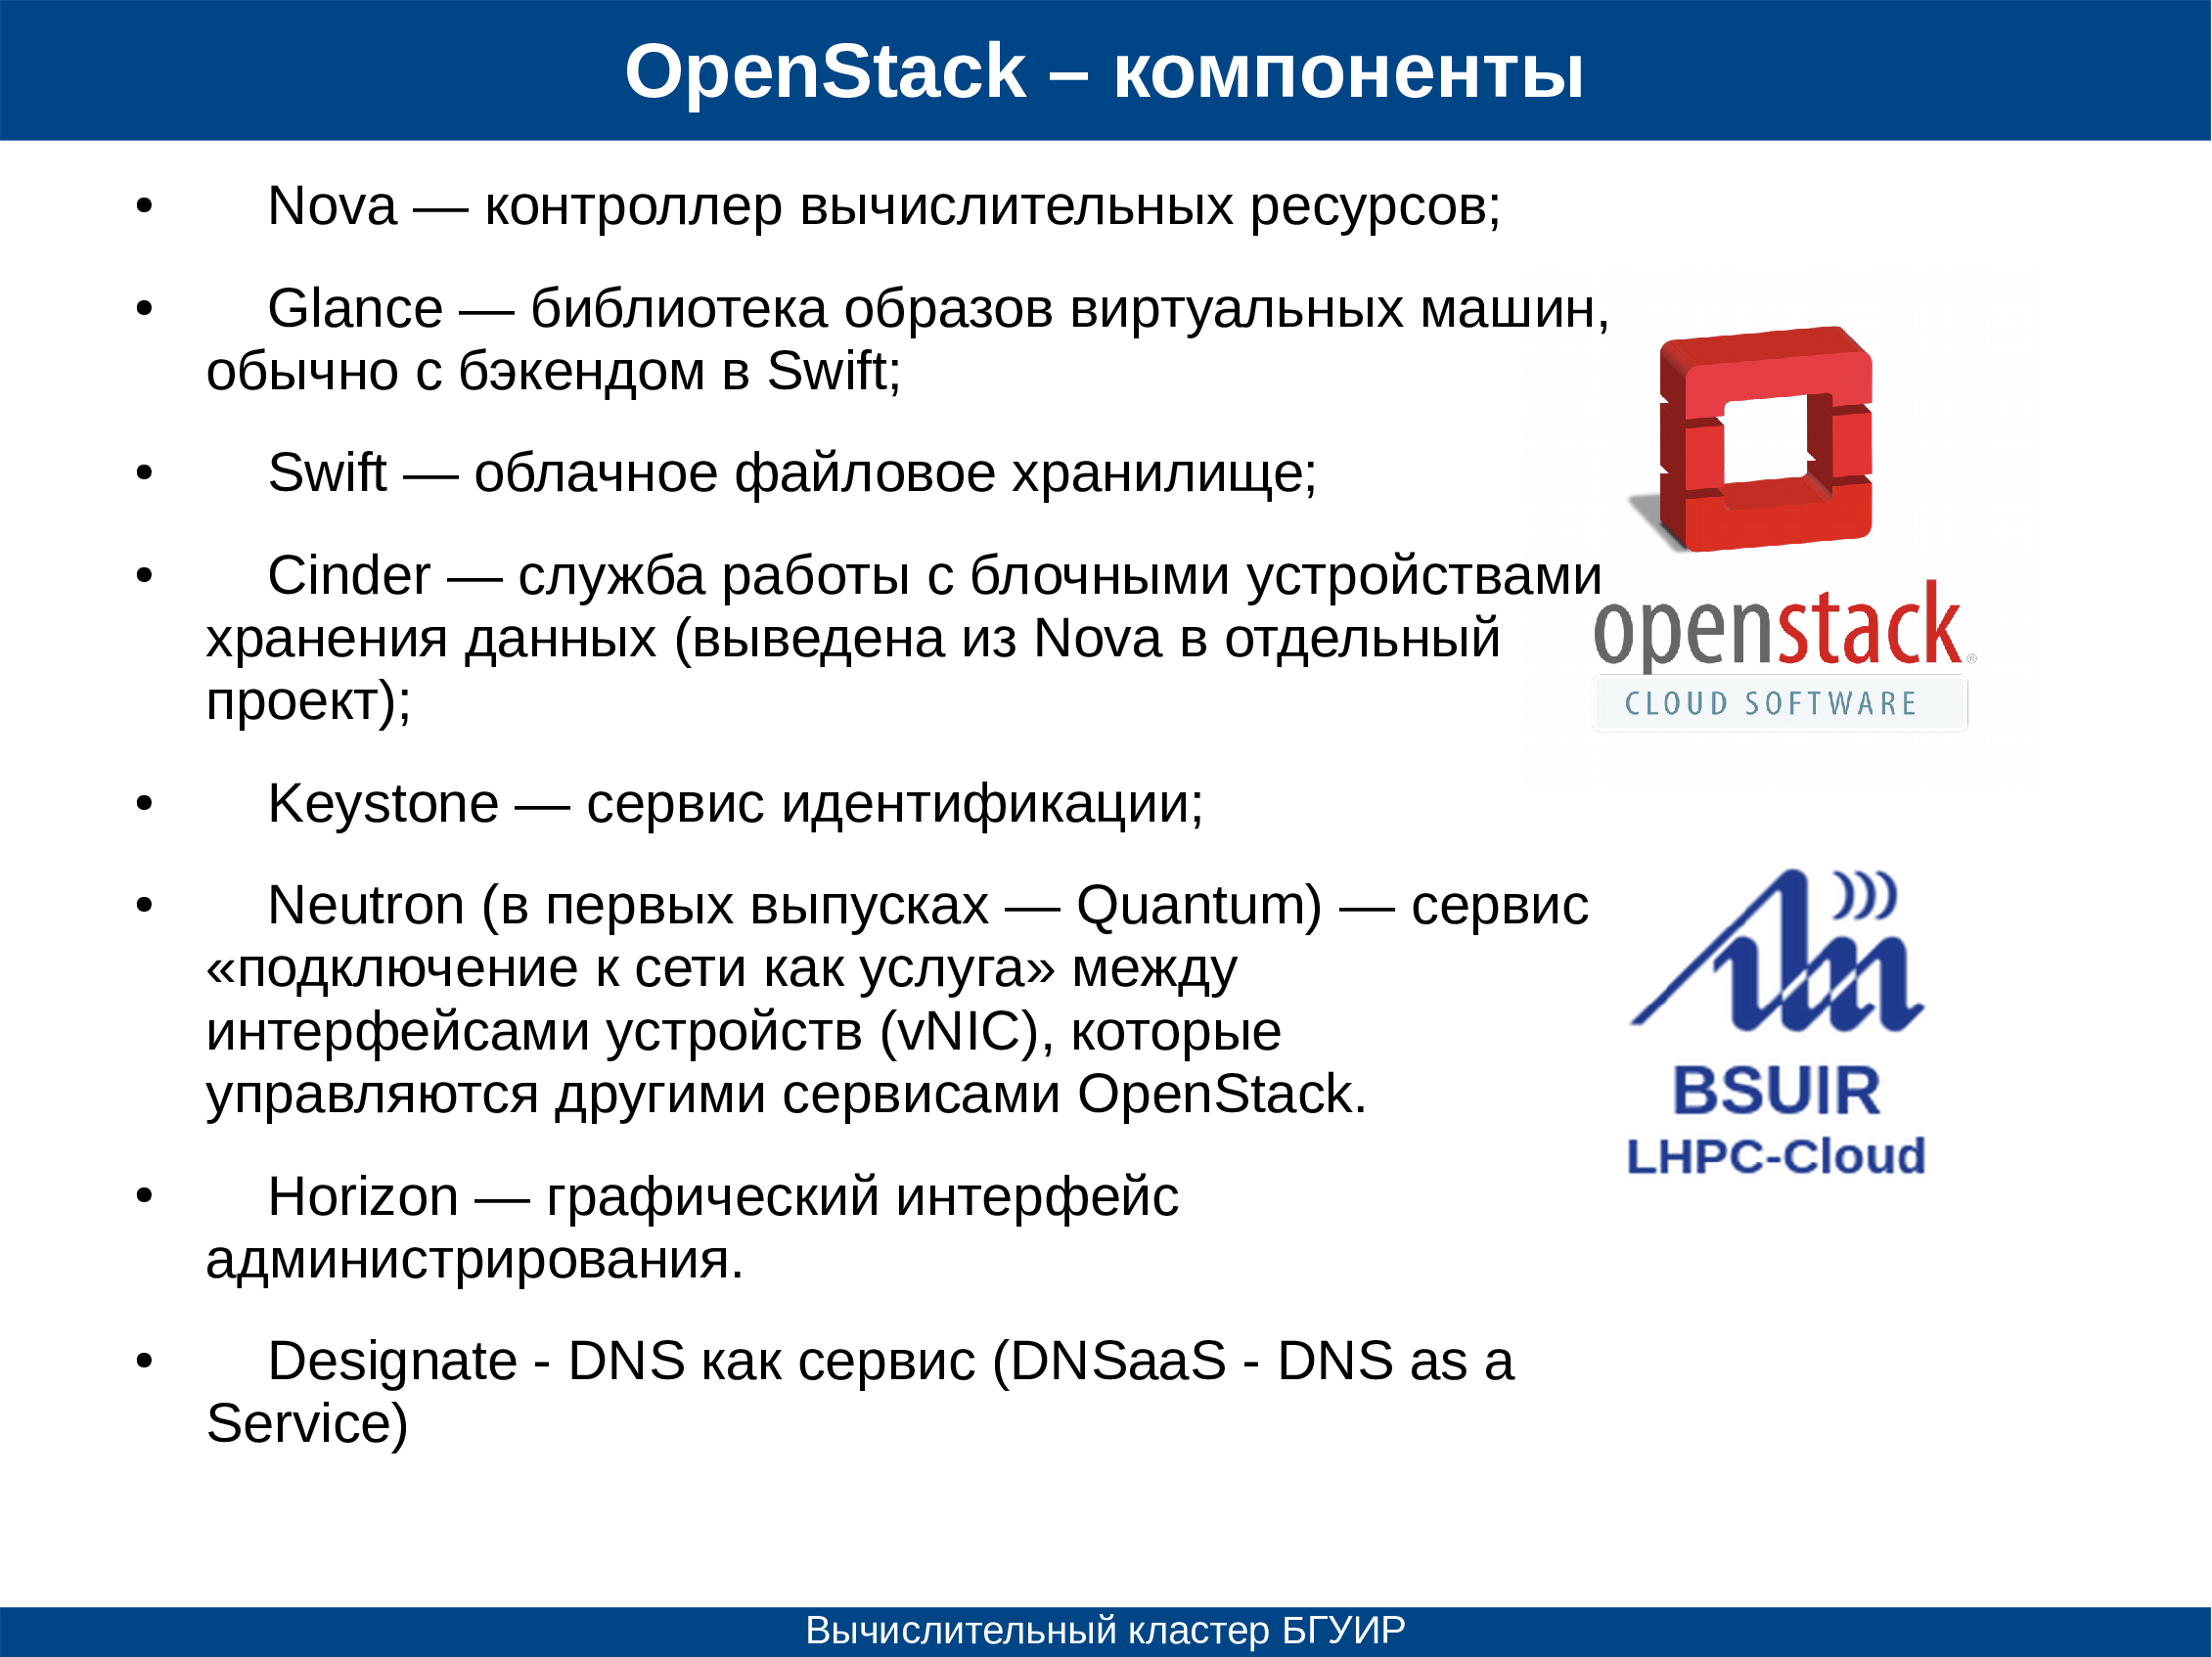 OpenStack – компоненты
• Nova — контроллер вычислительных ресурсов;
• Glance — библиотека образов виртуальных машин,
обычно с бэкендом в Swift;
• Swift — облачное файловое хранилище;
• Cinder — служба работы с блочными устройствами
хранения данных (выведена из Nova в отдельный
проект);
• Keystone — сервис идентификации;
• Neutron (в первых выпусках — Quantum) — сервис
«подключение к сети как услуга» между
интерфейсами устройств (vNIC), которые
управляются другими сервисами OpenStack.
• Horizon — графический интерфейс
администрирования.
• Designate - DNS как сервис (DNSaaS - DNS as a
Service)
openstack®
CLOUD SOFTWARE
BSUIR
LHPC-Cloud
Вычислительный кластер БГУИР